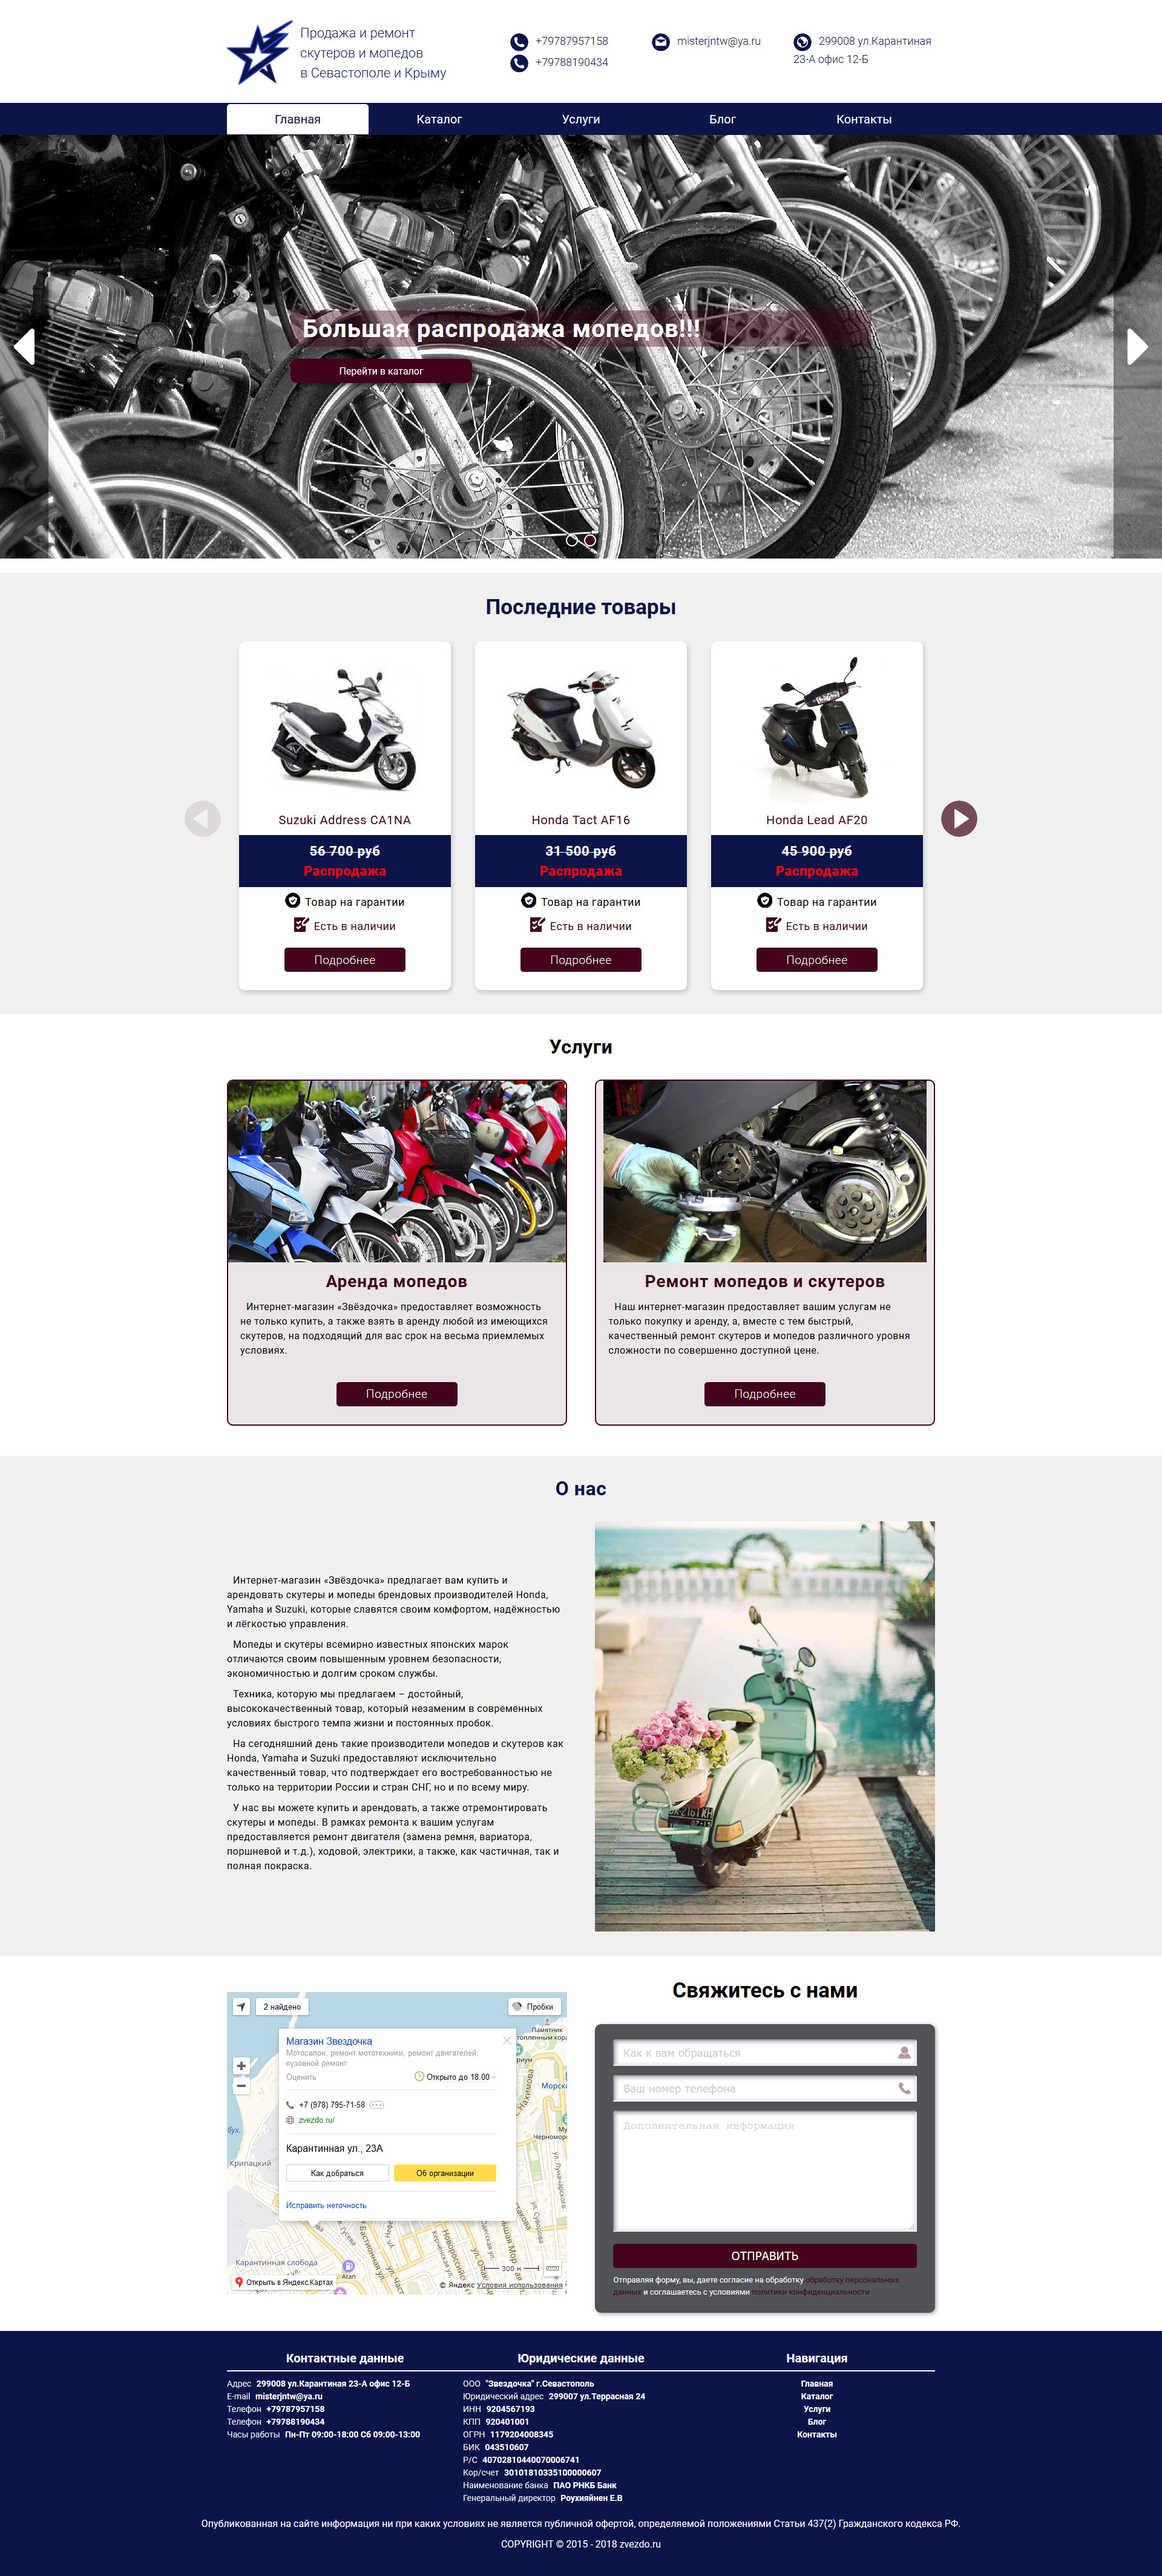 Продажа и ремонт
скутеров и мопедов
в Севастополе и Крыму
+79787957158
+79788190434
misterjntw@ya.ru
299008 ул.Карантиная
23-А офис 12-Б
Главная
Каталог
Услуги
Блог
Контакты
Большая распродажа мопедов!!!
Перейти в каталог
Последние товары
Suzuki Address CA1NA
56 700 руб
Распродажа
Товар на гарантии
Есть в наличии
Подробнее
Honda Tact AF16
31 500 руб
Распродажа
Товар на гарантии
Есть в наличии
Подробнее
Honda Lead AF20
45 900 руб
Распродажа
Товар на гарантии
Есть в наличии
Подробнее
Услуги
Аренда мопедов
Интернет-магазин «Звёздочка» предоставляет возможность
не только купить, а также взять в аренду любой из имеющихся
скутеров, на подходящий для вас срок на весьма приемлемых
условиях.
Подробнее
Ремонт мопедов и скутеров
Наш интернет-магазин предоставляет вашим услугам не
только покупку и аренду, а, вместе с тем быстрый,
качественный ремонт скутеров и мопедов различного уровня
сложности по совершенно доступной цене.
Подробнее
О нас
Интернет-магазин «Звёздочка» предлагает вам купить и
арендовать скутеры и мопеды брендовых производителей Honda,
Yamaha и Suzuki, которые славятся своим комфортом, надёжностью
и лёгкостью управления.
Мопеды и скутеры всемирно известных японских марок
отличаются своим повышенным уровнем безопасности,
экономичностью и долгим сроком службы.
Техника, которую мы предлагаем – достойный,
высококачественный товар, который незаменим в современных
условиях быстрого темпа жизни и постоянных пробок.
На сегодняшний день такие производители мопедов и скутеров как
Honda, Yamaha и Suzuki предоставляют исключительно
качественный товар, что подтверждает его востребованностью не
только на территории России и стран СНГ, но и по всему миру.
У нас вы можете купить и арендовать, а также отремонтировать
скутеры и мопеды. В рамках ремонта к вашим услугам
предоставляется ремонт двигателя (замена ремня, вариатора,
поршневой и т.д.), ходовой, электрики, а также, как частичная, так и
полная покраска.
2 найдено
Пробки
Памятник
Магазин Звездочка
Мотосалон, ремонт мототехники, ремонт двигателей,
кузовной ремонт
Оценить
Открыто до 18:00
+7 (978) 795-71-58
zvezdo.ru/
Карантинная ул., 23А
Как добраться
Об организации
Исправить неточность
Крипацкий
Карантинная слобода
Атал
300 м
Открыть в Яндекс.Картах
© Яндекс Условия использования
Свяжитесь с нами
Как к вам обращаться
Ваш номер телефона
Дополнительная информация
ОТПРАВИТЬ
Отправляя форму, вы, даете согласие на обработку обработку персональных
данных и соглашаетесь с условиями политики конфиденциальности
Контактные данные
Адрес 299008 ул.Карантиная 23-А офис 12-Б
E-mail misterjntw@ya.ru
Телефон +79787957158
Телефон +79788190434
Часы работы Пн-Пт 09:00-18:00 Сб 09:00-13:00
Юридические данные
ООО "Звездочка" г.Севастополь
Юридический адрес 299007 ул.Террасная 24
ИНН 9204567193
КПП 920401001
ОГРН 1179204008345
БИК 043510607
Р/С 40702810440070006741
Кор/счет 30101810335100000607
Наименование банка ПАО РНКБ Банк
Генеральный директор Роухияйнен Е.В
Навигация
Главная
Каталог
Услуги
Блог
Контакты
Опубликованная на сайте информация ни при каких условиях не является публичной офертой, определяемой положениями Статьи 437(2) Гражданского кодекса РФ.
COPYRIGHT © 2015 - 2018 zvezdo.ru